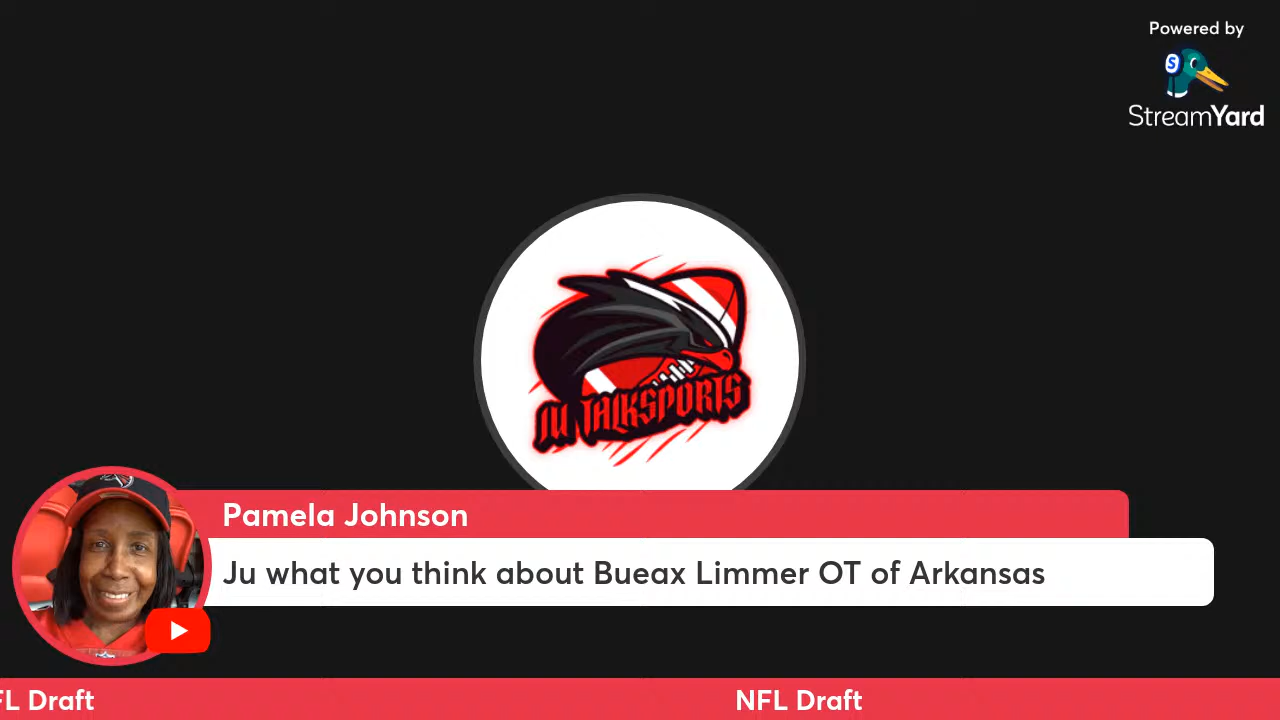 Powered by
S
StreamYard
JU TALKSPORTS
Pamela Johnson
Ju what you think about Bueax Limmer OT of Arkansas
FL Draft
NFL Draft